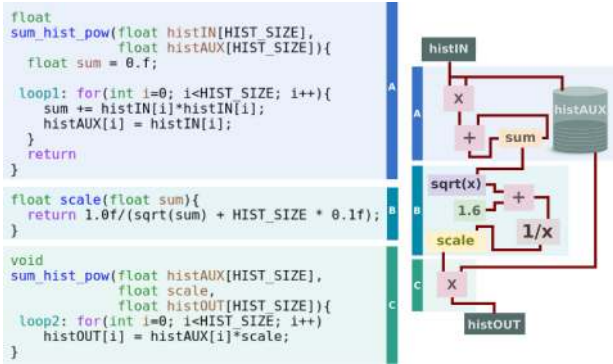 float
sum_hist_pow(float histIN[HIST_SIZE],
float histAUX[HIST_SIZE]){
float sum = 0.f;
loop1: for(int i=0; i<HIST_SIZE; i++){
sum += histIN[i]*histIN[i];
histAUX[i] = histIN[i];
}
return
}
A
float scale(float sum){
return 1.0f/(sqrt(sum) + HIST_SIZE * 0.1f);
}
B
void
sum_hist_pow(float histAUX[HIST_SIZE],
float scale,
float histOUT[HIST_SIZE]){
loop2: for(int i=0; i<HIST_SIZE; i++)
histOUT[i] = histAUX[i]*scale;
}
C
histIN
A
x
histAUX
+
sum
B
sqrt(x)
+
1.6
1/x
scale
C
x
histOUT